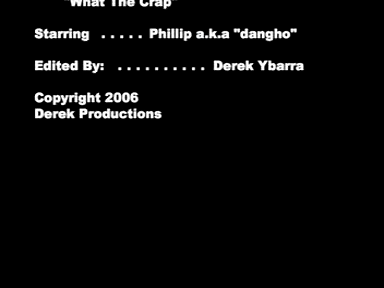 "What The Crap"
Starring . . . . . Phillip a.k.a "dangho"
Edited By: . . . . . . . . . . Derek Ybarra
Copyright 2006
Derek Productions